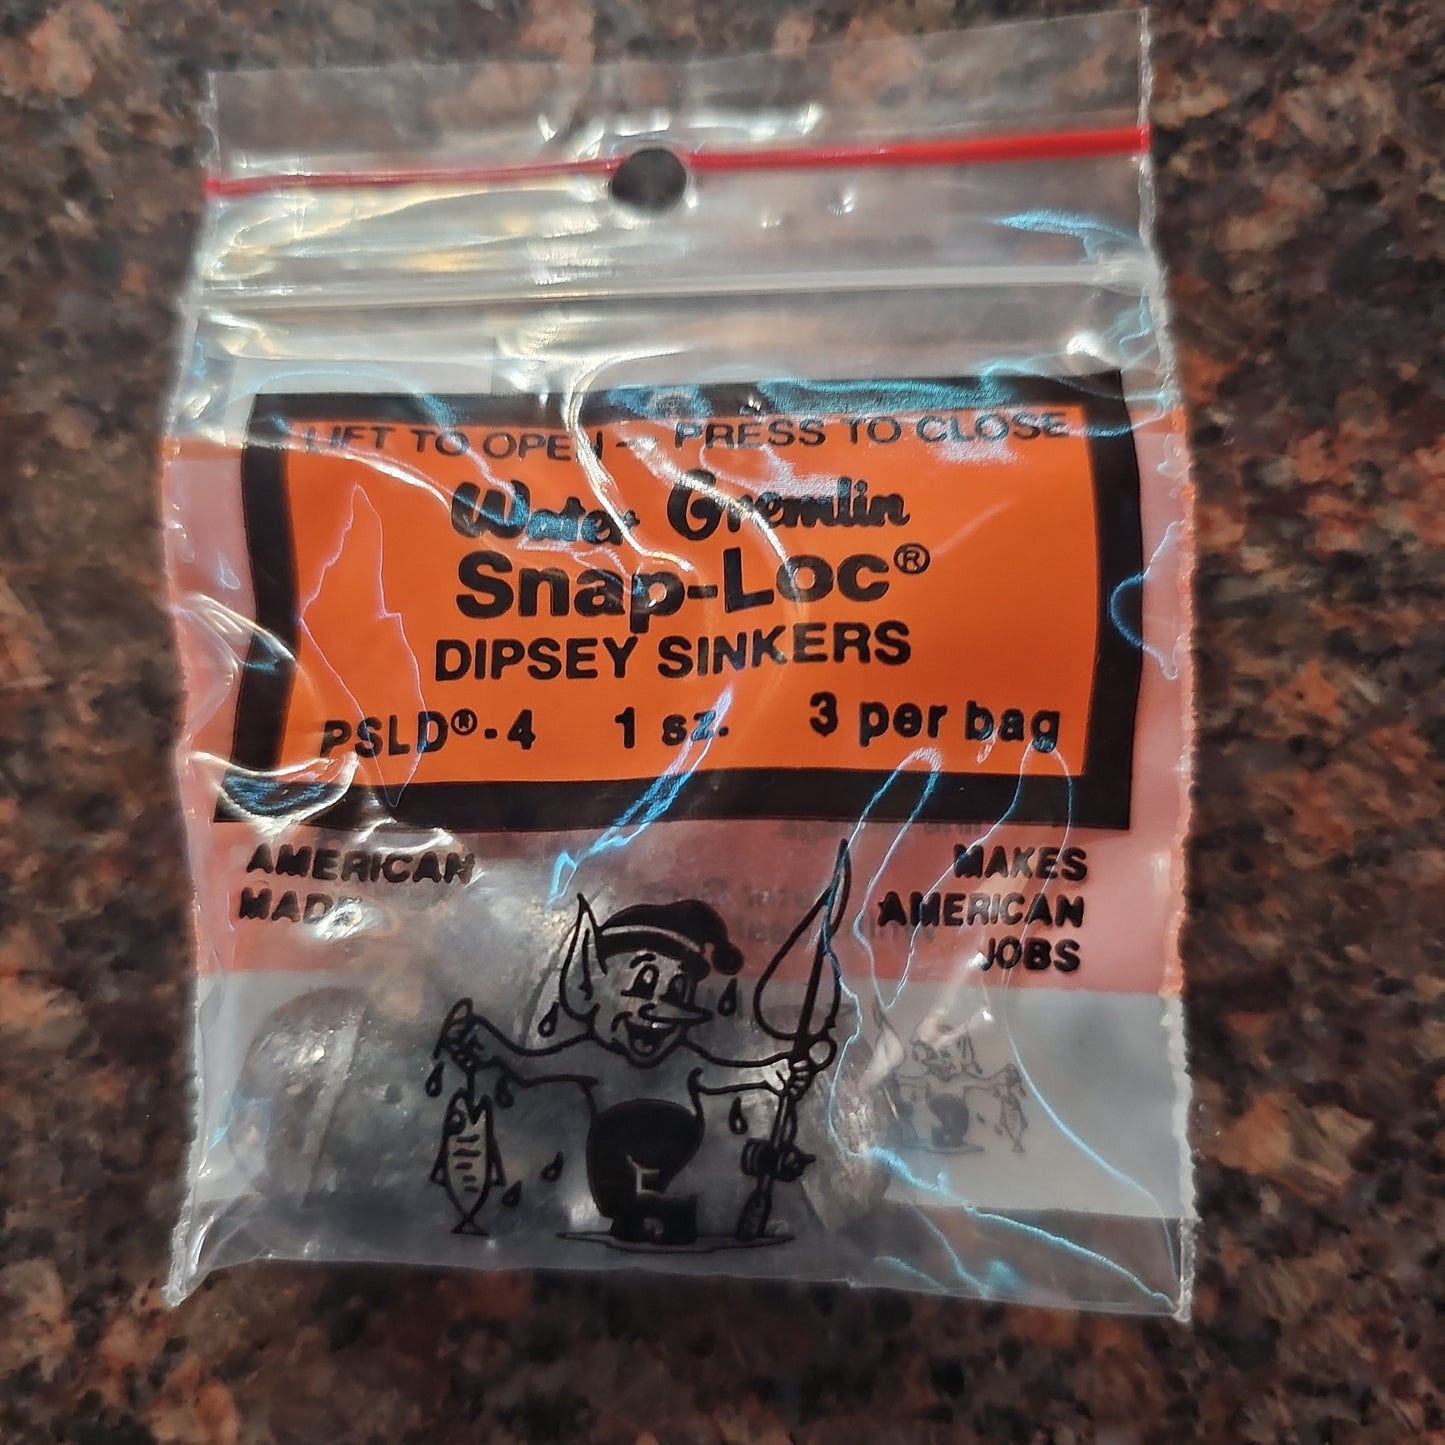 LIFT TO OPEN — PRESS TO CLOSE
Water Gremlin
Snap-Loc®
DIPSEY SINKERS
PSLD®-4 1 sz. 3 per bag
AMERICAN
MADE
MAKES
AMERICAN
JOBS